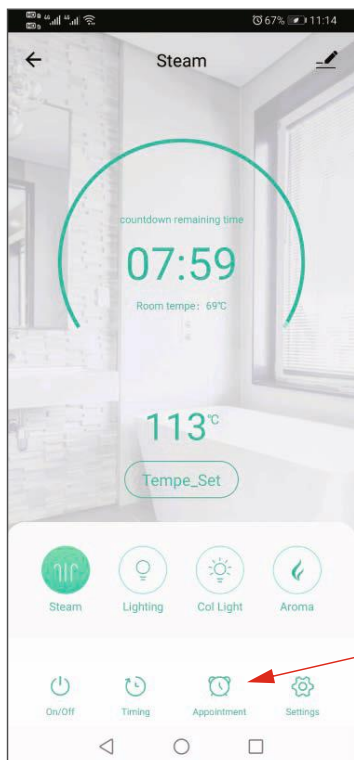 67% 11:14
Steam
countdown remaining time
07:59
Room tempe: 69℃
113℃
Tempe_Set
Steam Lighting Col Light Aroma
On/Off Timing Appointment Settings